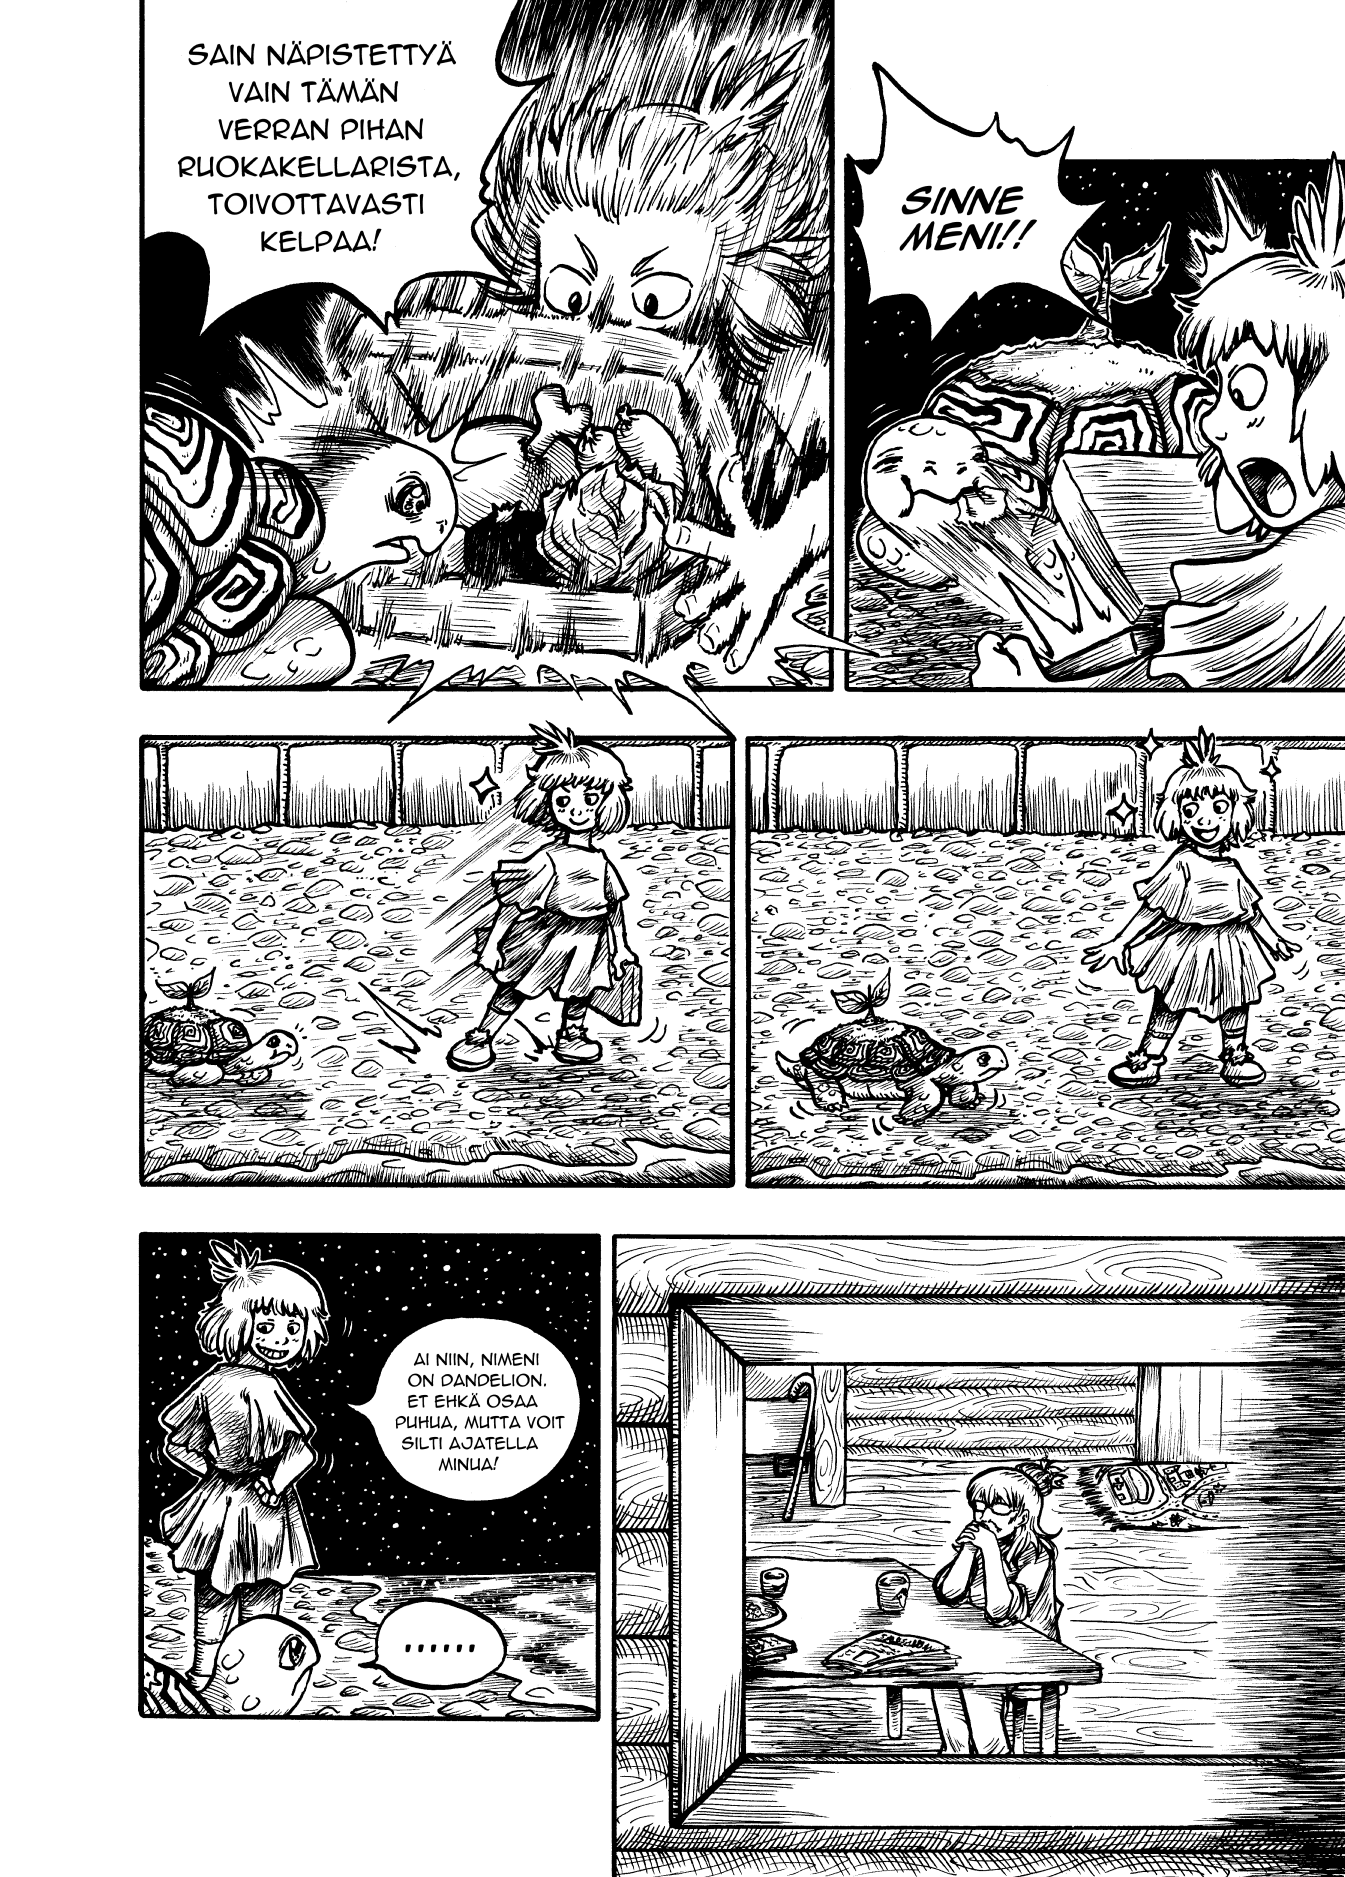 SAIN NÄPISTETTYÄ
VAIN TÄMÄN
VERRAN PIHAN
RUOKAKELLARISTA,
TOIVOTTAVASTI
KELPAA!
SINNE
MENI!!
AI NIIN, NIMENI
ON DANDELION.
ET EHKÄ OSAA
PUHUA, MUTTA VOIT
SILTI AJATELLA
MINUA!
......